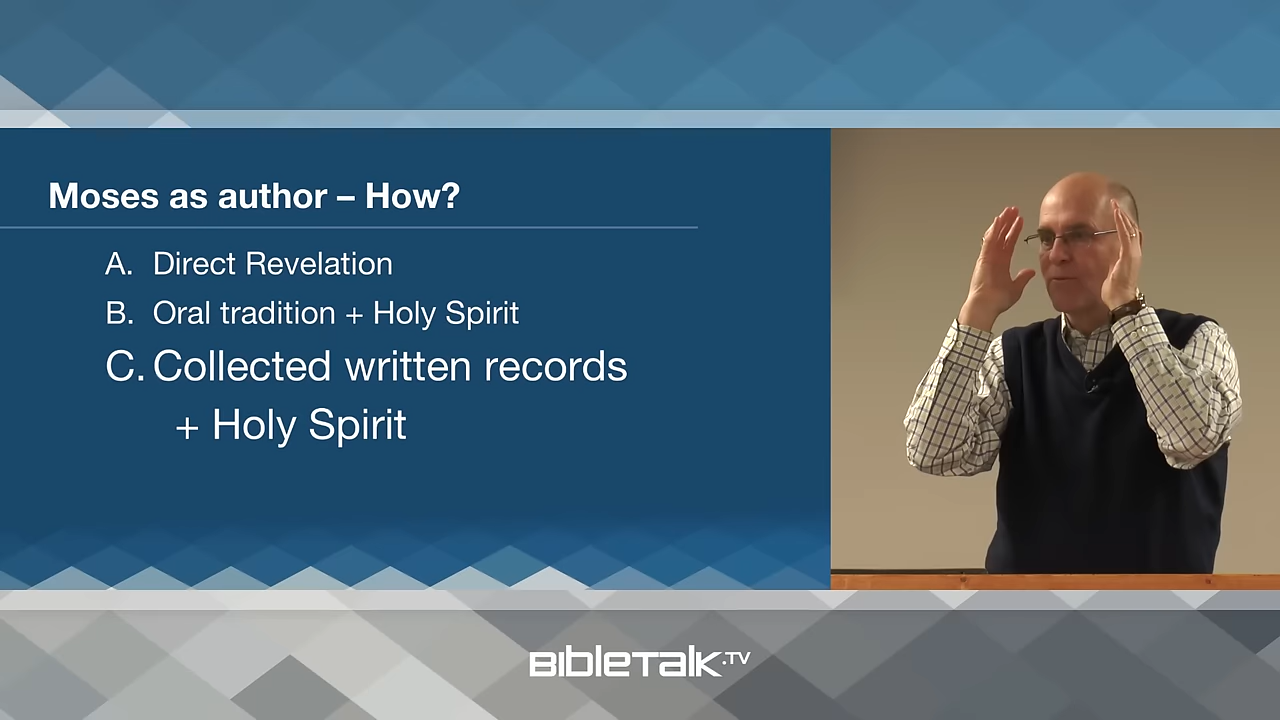 Moses as author – How?
A. Direct Revelation
B. Oral tradition + Holy Spirit
C. Collected written records
+ Holy Spirit
BIBLETALK.TV